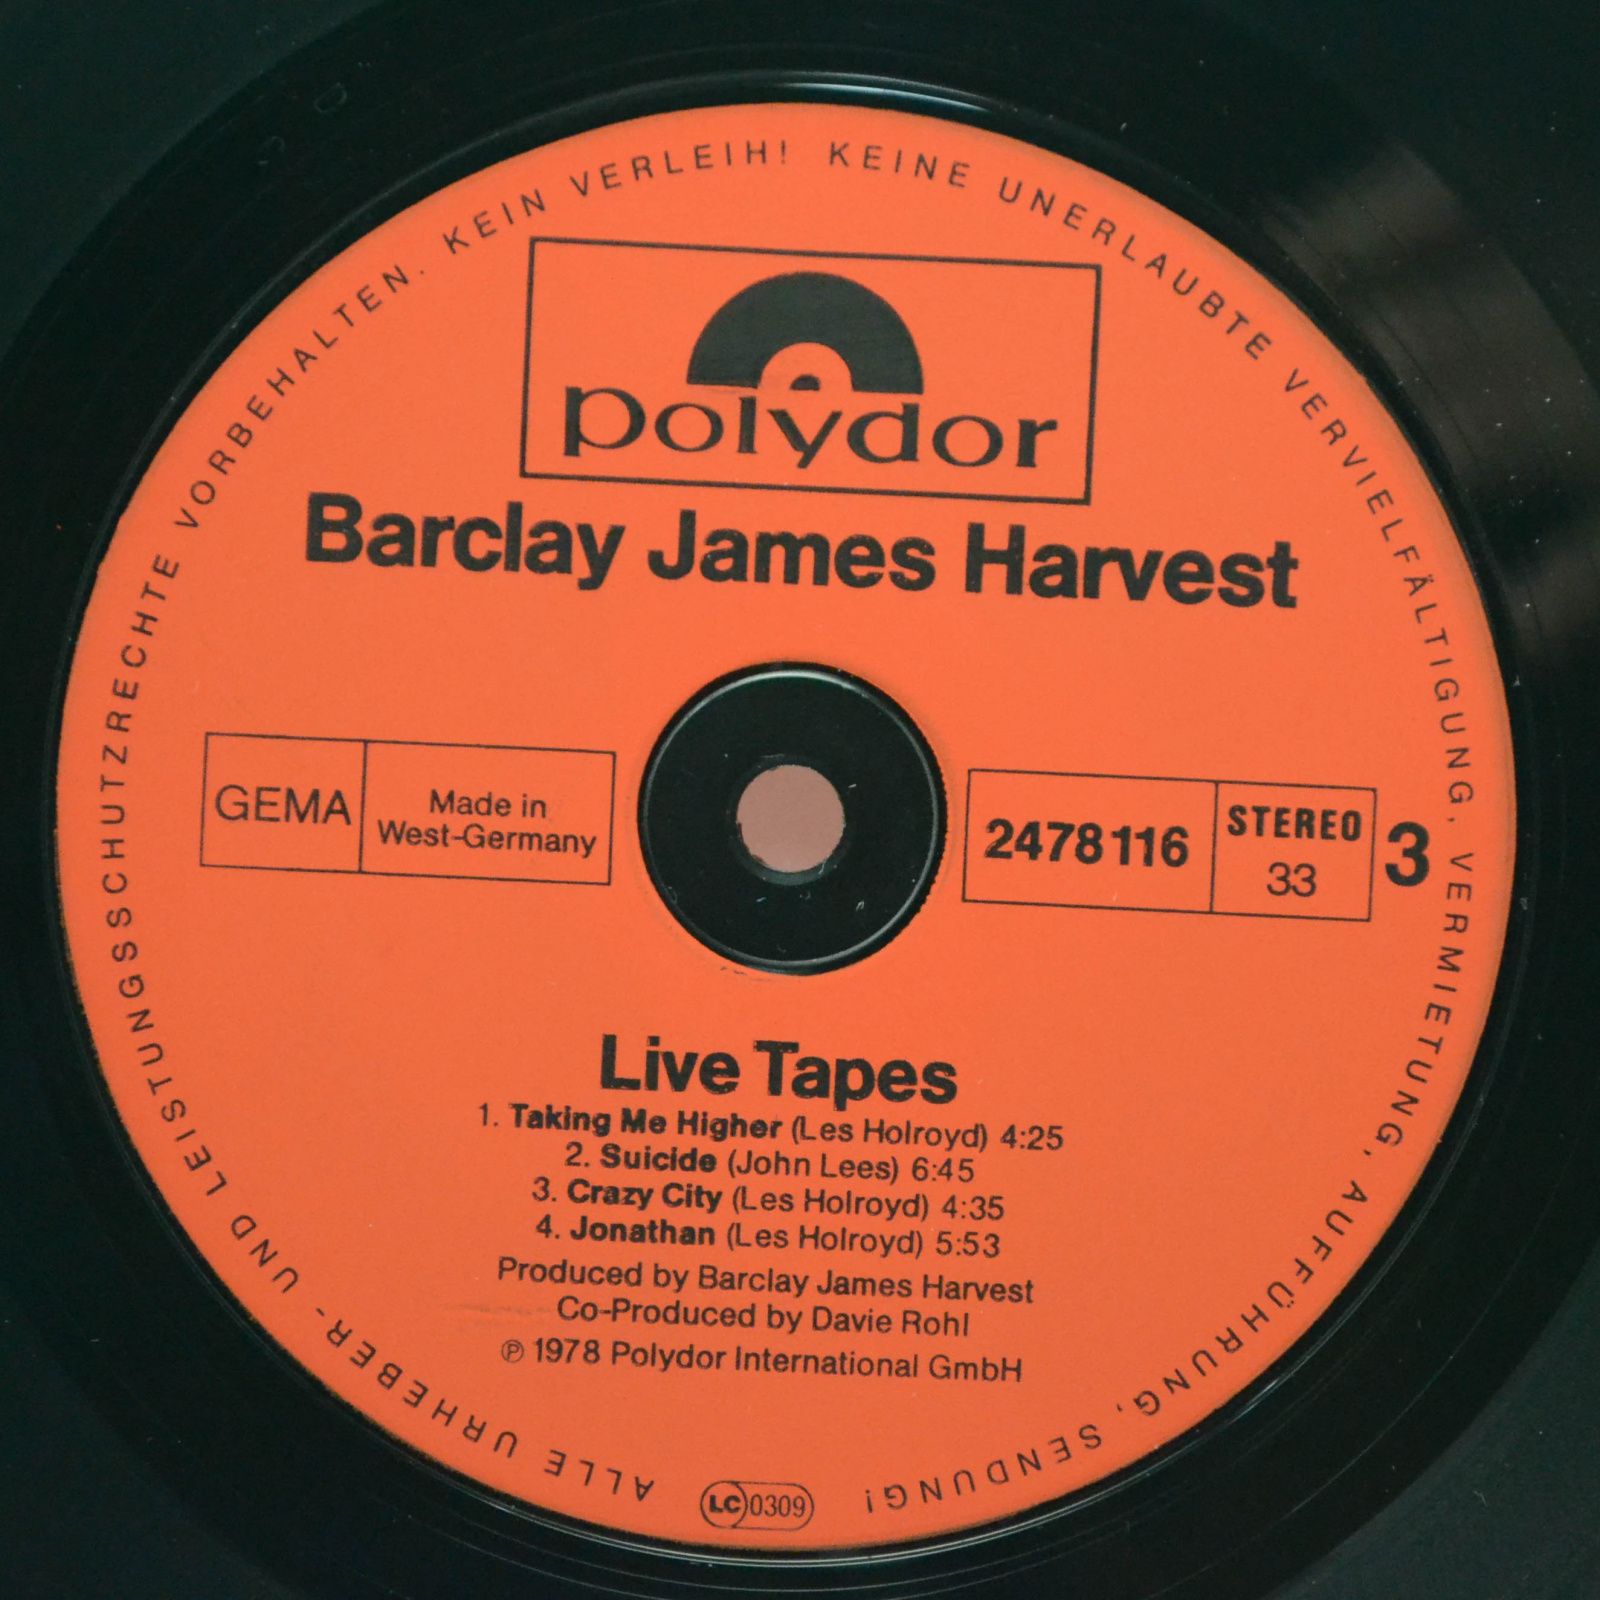 ALLE URHEBER- UND LEISTUNGSSCHUTZRECHTE VORBEHALTEN. KEIN VERLEIH! KEINE UNERLAUBTE VERVIELFÄLTIGUNG, VERMIETUNG, AUFFÜHRUNG, SENDUNG!
polydor
Barclay James Harvest
GEMA
Made in
West-Germany
2478116
STEREO
33
3
Live Tapes
1. Taking Me Higher (Les Holroyd) 4:25
2. Suicide (John Lees) 6:45
3. Crazy City (Les Holroyd) 4:35
4. Jonathan (Les Holroyd) 5:53
Produced by Barclay James Harvest
Co-Produced by Davie Rohl
℗ 1978 Polydor International GmbH
LC 0309